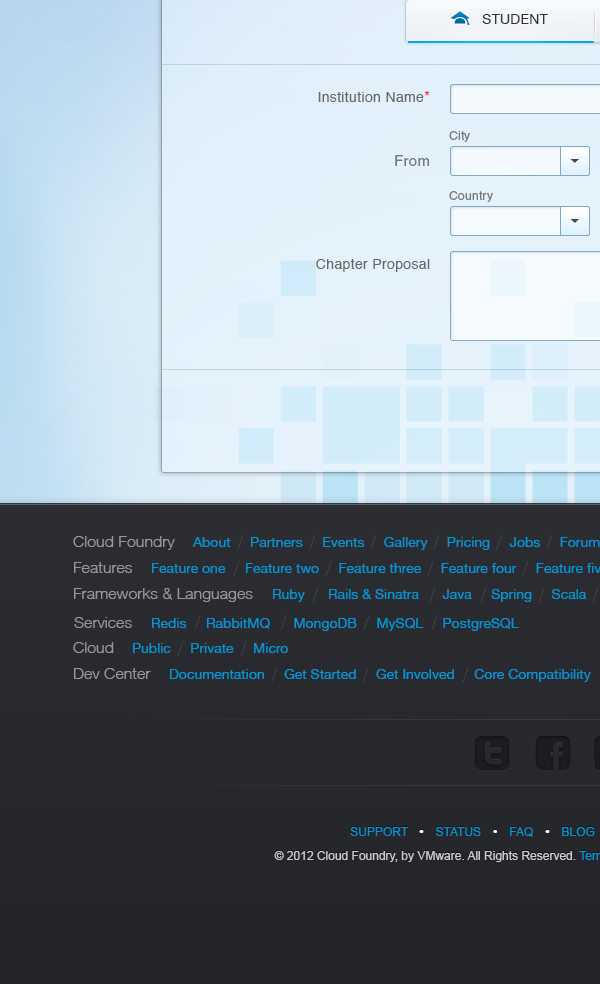 STUDENT
Institution Name*
City
From
Country
Chapter Proposal
Cloud Foundry About / Partners / Events / Gallery / Pricing / Jobs / Forum
Features Feature one / Feature two / Feature three / Feature four / Feature fiv
Frameworks & Languages Ruby / Rails & Sinatra / Java / Spring / Scala /
Services Redis / RabbitMQ / MongoDB / MySQL / PostgreSQL
Cloud Public / Private / Micro
Dev Center Documentation / Get Started / Get Involved / Core Compatibility
SUPPORT • STATUS • FAQ • BLOG
© 2012 Cloud Foundry, by VMware. All Rights Reserved. Terr